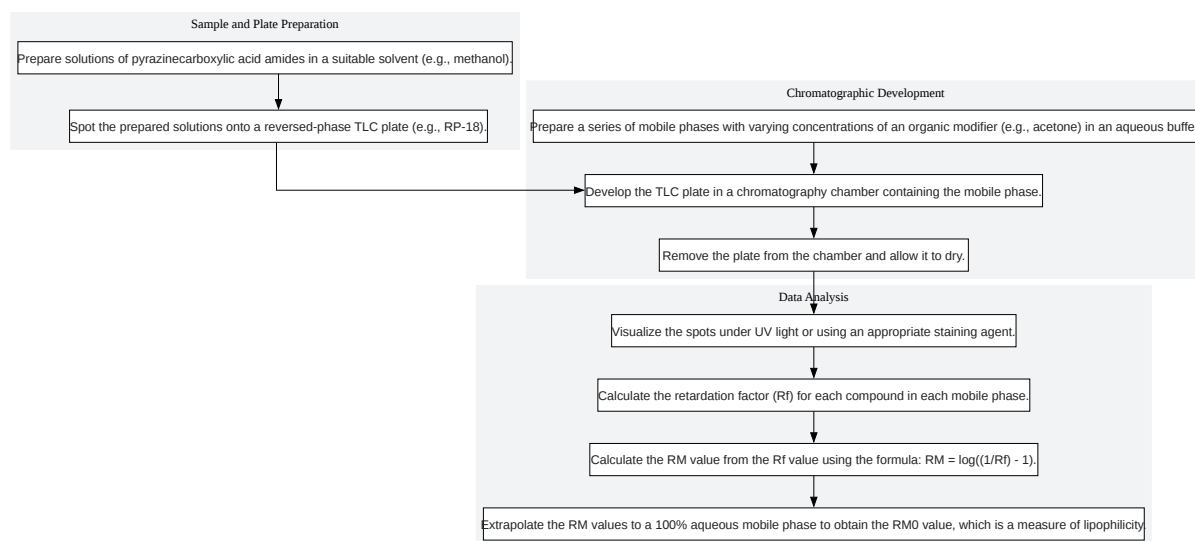 Sample and Plate Preparation
Prepare solutions of pyrazinecarboxylic acid amides in a suitable solvent (e.g., methanol).
Spot the prepared solutions onto a reversed-phase TLC plate (e.g., RP-18).
Chromatographic Development
Prepare a series of mobile phases with varying concentrations of an organic modifier (e.g., acetone) in an aqueous
Develop the TLC plate in a chromatography chamber containing the mobile phase.
Remove the plate from the chamber and allow it to dry.
Data Analysis
Visualize the spots under UV light or using an appropriate staining agent.
Calculate the retardation factor (Rf) for each compound in each mobile phase.
Calculate the RM value from the Rf value using the formula: RM = log((1/Rf) - 1).
Extrapolate the RM values to a 100% aqueous mobile phase to obtain the RM0 value, which is a measure of lipophilicity.